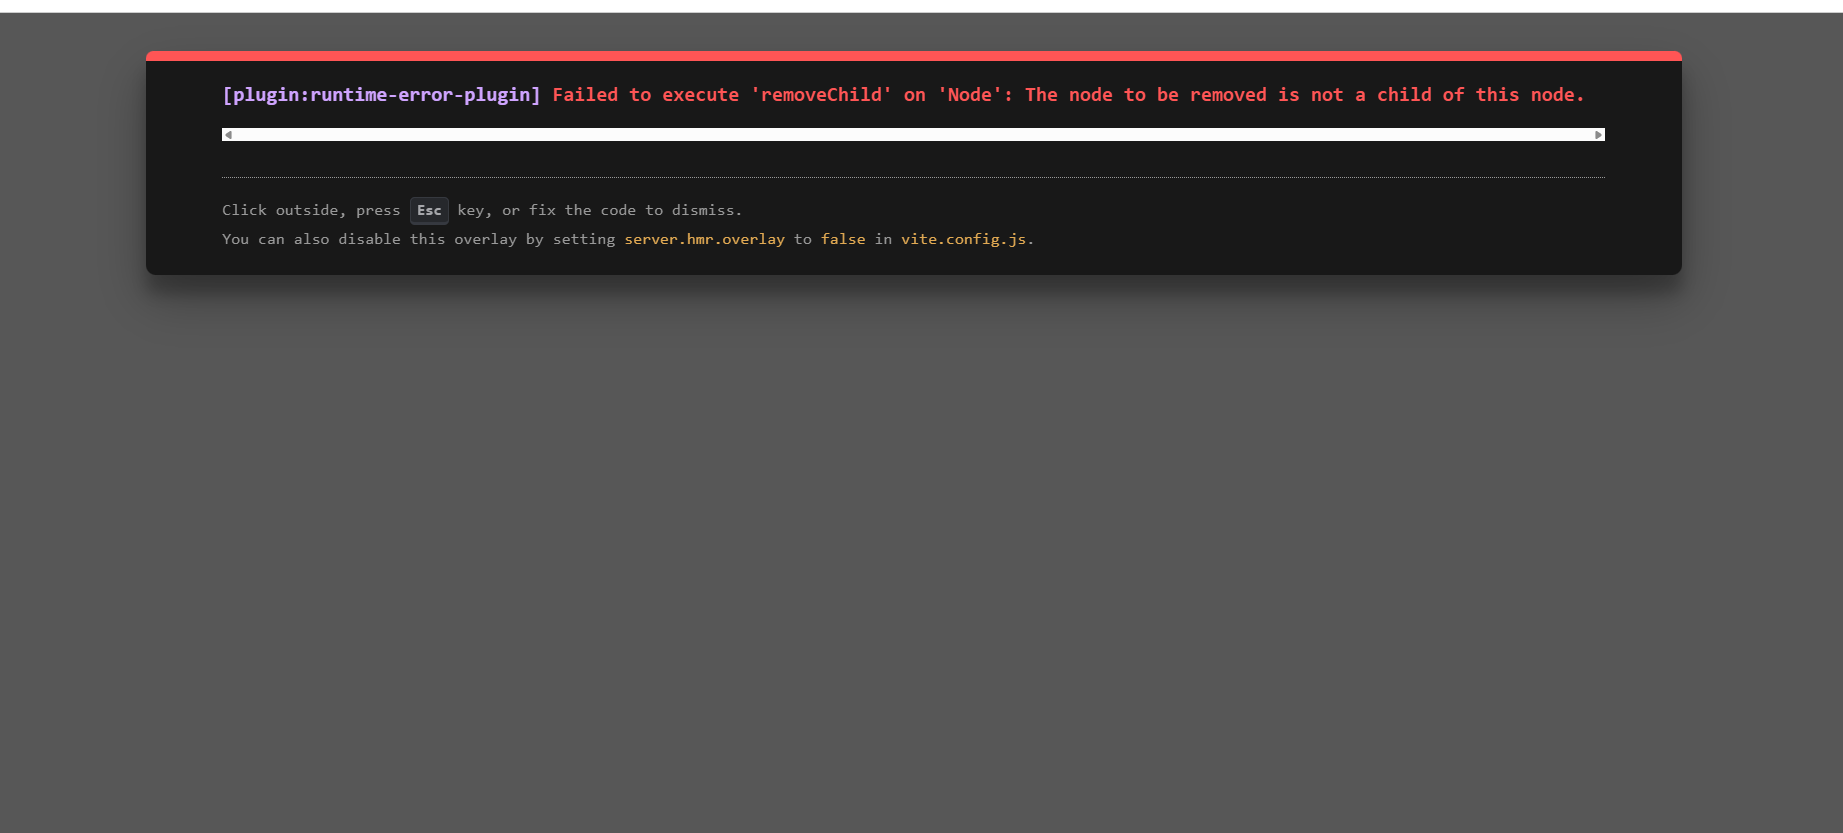 [plugin:runtime-error-plugin] Failed to execute 'removeChild' on 'Node': The node to be removed is not a child of this node.
Click outside, press Esc key, or fix the code to dismiss.
You can also disable this overlay by setting server.hmr.overlay to false in vite.config.js.